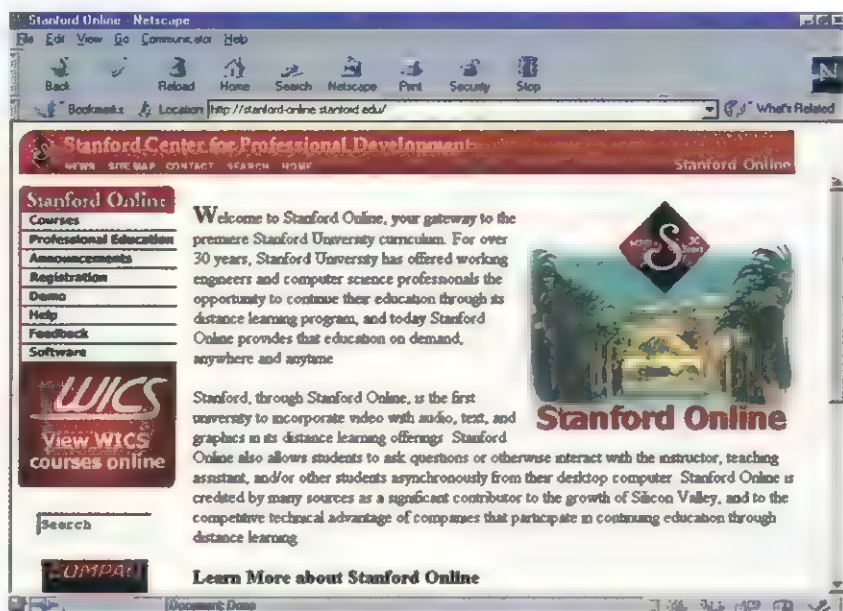 Stanford Online - Netscape
File Edit View Go Communicator Help
Back Reload Home Search Netscape Print Security Stop
Bookmarks Location http://stanford-online.stanford.edu/ What's Related
Stanford Center for Professional Development
NEWS SITE MAP CONTACT SEARCH HOME
Stanford Online
Stanford Online
Courses
Professional Education
Announcements
Registration
Demo
Help
Feedback
Software
WICS
View WICS
courses online
Search
COMPAQ
Welcome to Stanford Online, your gateway to the
premiere Stanford University curriculum. For over
30 years, Stanford University has offered working
engineers and computer science professionals the
opportunity to continue their education through its
distance learning program, and today Stanford
Online provides that education on demand,
anywhere and anytime
Stanford, through Stanford Online, is the first
university to incorporate video with audio, text, and
graphics in its distance learning offerings. Stanford
Online also allows students to ask questions or otherwise interact with the instructor, teaching
assistant, and/or other students asynchronously from their desktop computer. Stanford Online is
credited by many sources as a significant contributor to the growth of Silicon Valley, and to the
competitive technical advantage of companies that participate in continuing education through
distance learning
Stanford Online
Learn More about Stanford Online
Document: Done